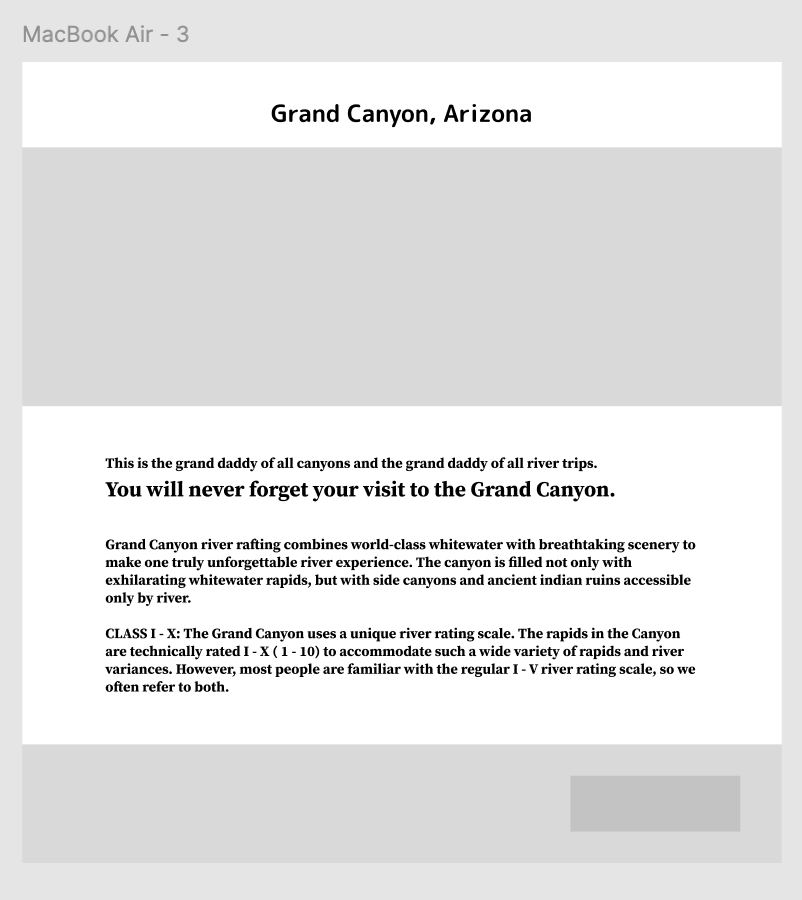 MacBook Air - 3
Grand Canyon, Arizona
This is the grand daddy of all canyons and the grand daddy of all river trips.
You will never forget your visit to the Grand Canyon.
Grand Canyon river rafting combines world-class whitewater with breathtaking scenery to
make one truly unforgettable river experience. The canyon is filled not only with
exhilarating whitewater rapids, but with side canyons and ancient indian ruins accessible
only by river.
CLASS I - X: The Grand Canyon uses a unique river rating scale. The rapids in the Canyon
are technically rated I - X ( 1 - 10) to accommodate such a wide variety of rapids and river
variances. However, most people are familiar with the regular I - V river rating scale, so we
often refer to both.